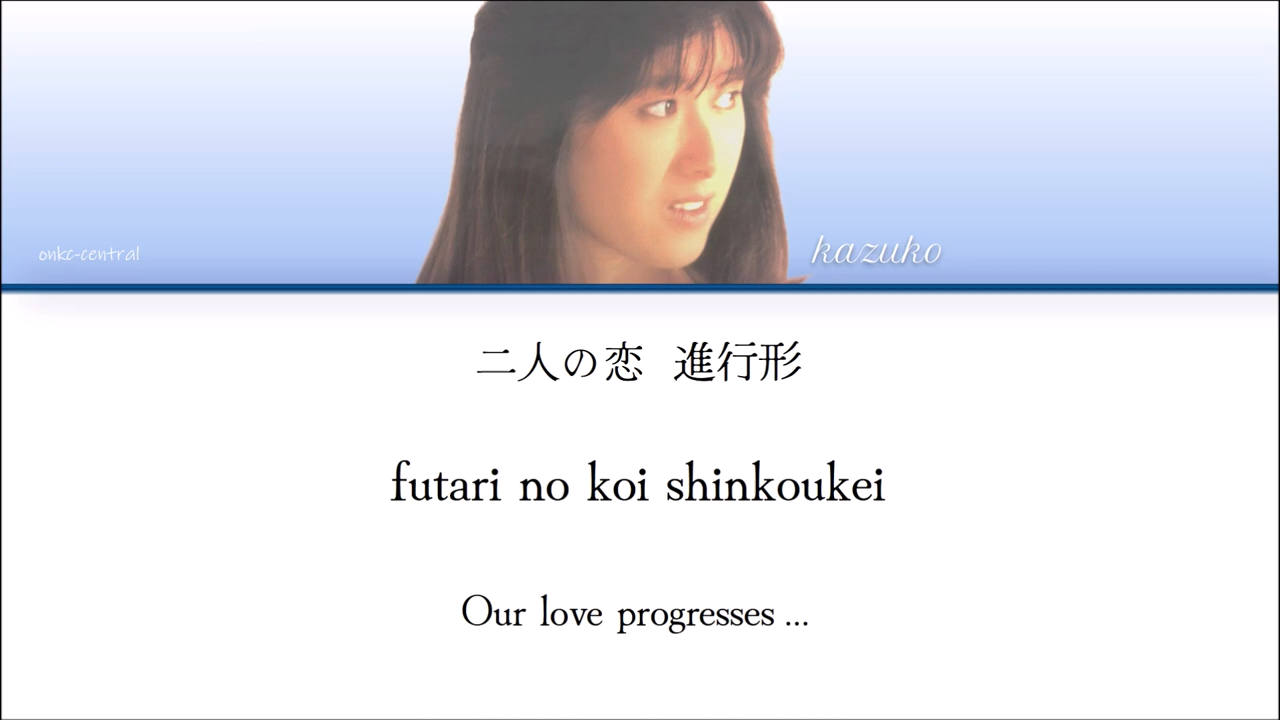 onkc-central
kazuko
二人の恋　進行形
futari no koi shinkoukei
Our love progresses ...